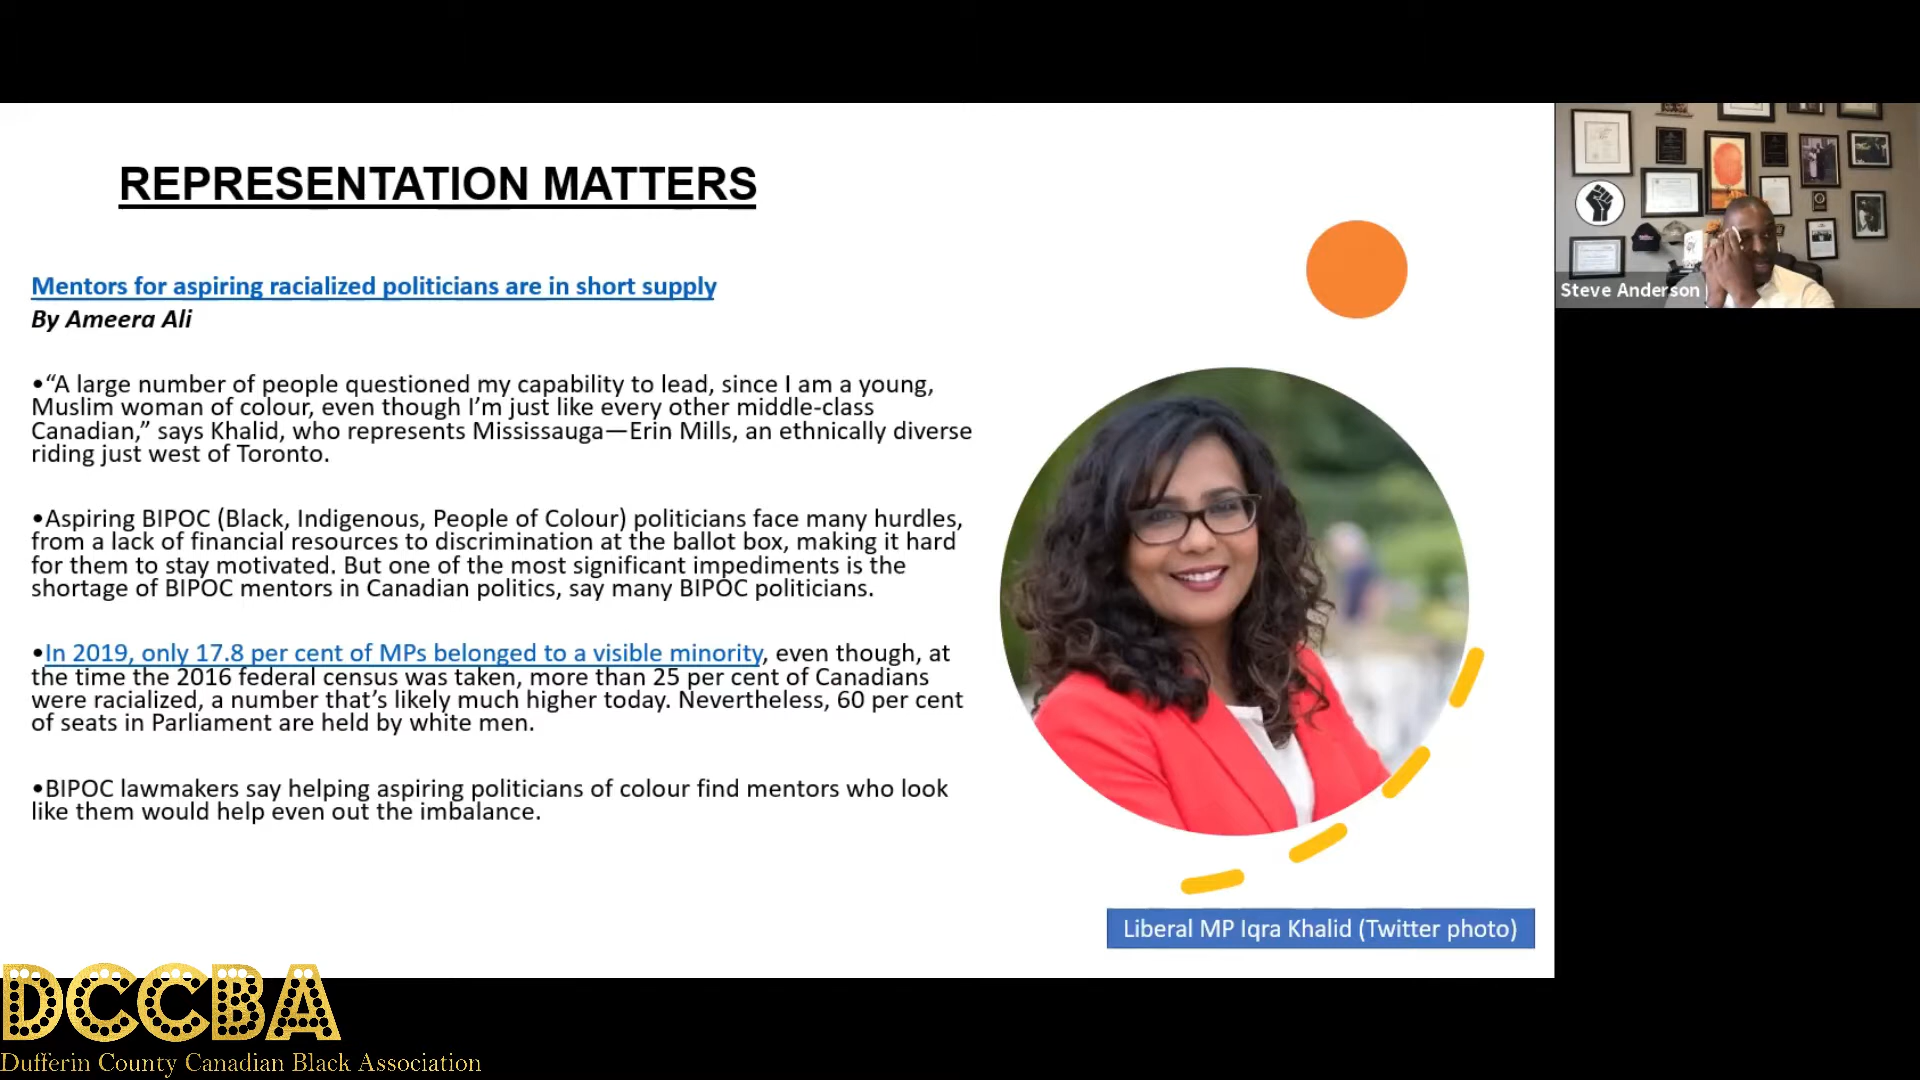 REPRESENTATION MATTERS
Mentors for aspiring racialized politicians are in short supply
By Ameera Ali
•“A large number of people questioned my capability to lead, since I am a young,
Muslim woman of colour, even though I’m just like every other middle-class
Canadian,” says Khalid, who represents Mississauga—Erin Mills, an ethnically diverse
riding just west of Toronto.
•Aspiring BIPOC (Black, Indigenous, People of Colour) politicians face many hurdles,
from a lack of financial resources to discrimination at the ballot box, making it hard
for them to stay motivated. But one of the most significant impediments is the
shortage of BIPOC mentors in Canadian politics, say many BIPOC politicians.
•In 2019, only 17.8 per cent of MPs belonged to a visible minority, even though, at
the time the 2016 federal census was taken, more than 25 per cent of Canadians
were racialized, a number that’s likely much higher today. Nevertheless, 60 per cent
of seats in Parliament are held by white men.
•BIPOC lawmakers say helping aspiring politicians of colour find mentors who look
like them would help even out the imbalance.
Liberal MP Iqra Khalid (Twitter photo)
Steve Anderson
DCCBA
Dufferin County Canadian Black Association